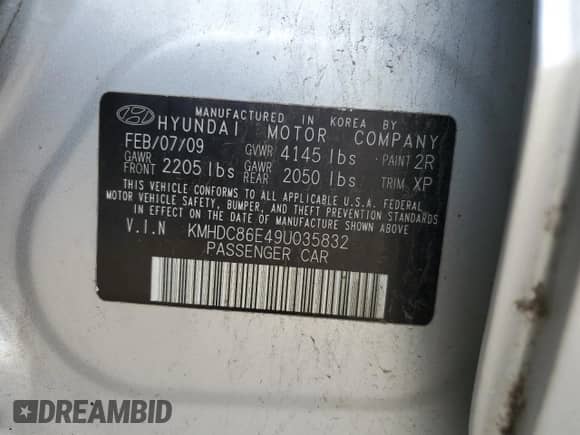 MANUFACTURED IN KOREA BY
HYUNDAI MOTOR COMPANY
FEB/07/09 GVWR 4145 lbs PAINT 2R
GAWR FRONT 2205 lbs GAWR REAR 2050 lbs TRIM XP
THIS VEHICLE CONFORMS TO ALL APPLICABLE U.S.A. FEDERAL
MOTOR VEHICLE SAFETY, BUMPER, AND THEFT PREVENTION STANDARDS
IN EFFECT ON THE DATE OF MANUFACTURE SHOWN ABOVE.
V.I.N KMHDC86E49U035832
PASSENGER CAR
DREAMBID